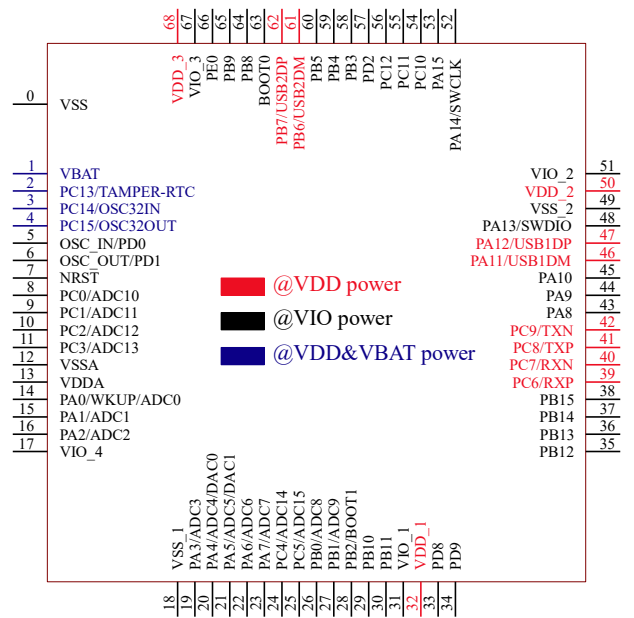 68 67 66 65 64 63 62 61 60 59 58 57 56 55 54 53 52
VDD_3
VIO_3
PE0
PB9
PB8
BOOT0
PB7/USB2DP
PB6/USB2DM
PB5
PB4
PB3
PD2
PC12
PC11
PC10
PA15
PA14/SWCLK
0 VSS
1 VBAT
2 PC13/TAMPER-RTC
3 PC14/OSC32IN
4 PC15/OSC32OUT
5 OSC_IN/PD0
6 OSC_OUT/PD1
7 NRST
8 PC0/ADC10
9 PC1/ADC11
10 PC2/ADC12
11 PC3/ADC13
12 VSSA
13 VDDA
14 PA0/WKUP/ADC0
15 PA1/ADC1
16 PA2/ADC2
17 VIO_4
@VDD power
@VIO power
@VDD&VBAT power
VIO_2 51
VDD_2 50
VSS_2 49
PA13/SWDIO 48
PA12/USB1DP 47
PA11/USB1DM 46
PA10 45
PA9 44
PA8 43
PC9/TXN 42
PC8/TXP 41
PC7/RXN 40
PC6/RXP 39
PB15 38
PB14 37
PB13 36
PB12 35
VSS_1
PA3/ADC3
PA4/ADC4/DAC0
PA5/ADC5/DAC1
PA6/ADC6
PA7/ADC7
PC4/ADC14
PC5/ADC15
PB0/ADC8
PB1/ADC9
PB2/BOOT1
PB10
PB11
VIO_1
VDD_1
PD8
PD9
18 19 20 21 22 23 24 25 26 27 28 29 30 31 32 33 34